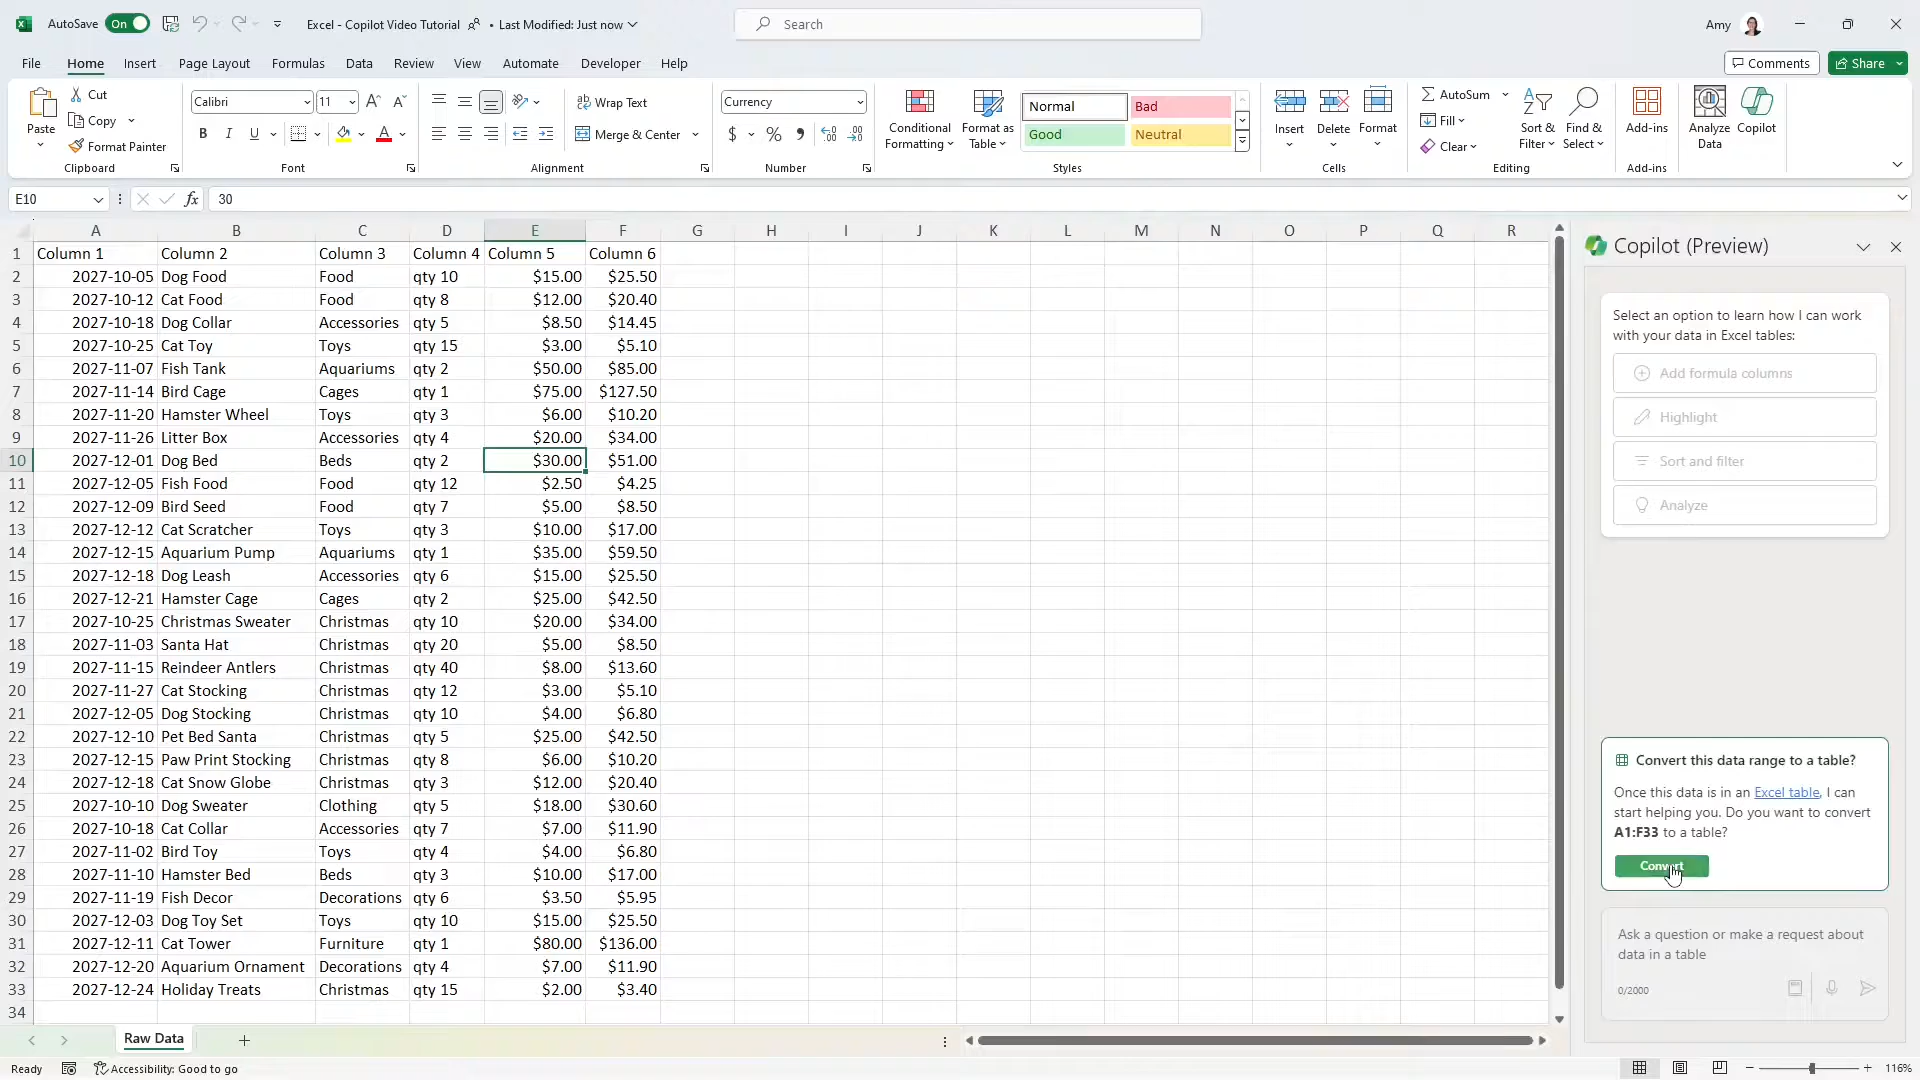 AutoSave On Excel - Copilot Video Tutorial • Last Modified: Just now Search Amy
File Home Insert Page Layout Formulas Data Review View Automate Developer Help Comments Share
Paste Cut Copy Format Painter Clipboard
Calibri 11 B I U A Font
ab Wrap Text Merge & Center Alignment
Currency $ % Number
Conditional Formatting Format as Table Normal Bad Good Neutral Styles
Insert Delete Format Cells
AutoSum Fill Clear Sort & Filter Find & Select Editing
Add-ins Add-ins
Analyze Data Copilot
E10 fx 30
A B C D E F G H I J K L M N O P Q R
1 Column 1 Column 2 Column 3 Column 4 Column 5 Column 6
2 2027-10-05 Dog Food Food qty 10 $15.00 $25.50
3 2027-10-12 Cat Food Food qty 8 $12.00 $20.40
4 2027-10-18 Dog Collar Accessories qty 5 $8.50 $14.45
5 2027-10-25 Cat Toy Toys qty 15 $3.00 $5.10
6 2027-11-07 Fish Tank Aquariums qty 2 $50.00 $85.00
7 2027-11-14 Bird Cage Cages qty 1 $75.00 $127.50
8 2027-11-20 Hamster Wheel Toys qty 3 $6.00 $10.20
9 2027-11-26 Litter Box Accessories qty 4 $20.00 $34.00
10 2027-12-01 Dog Bed Beds qty 2 $30.00 $51.00
11 2027-12-05 Fish Food Food qty 12 $2.50 $4.25
12 2027-12-09 Bird Seed Food qty 7 $5.00 $8.50
13 2027-12-12 Cat Scratcher Toys qty 3 $10.00 $17.00
14 2027-12-15 Aquarium Pump Aquariums qty 1 $35.00 $59.50
15 2027-12-18 Dog Leash Accessories qty 6 $15.00 $25.50
16 2027-12-21 Hamster Cage Cages qty 2 $25.00 $42.50
17 2027-10-25 Christmas Sweater Christmas qty 10 $20.00 $34.00
18 2027-11-03 Santa Hat Christmas qty 20 $5.00 $8.50
19 2027-11-15 Reindeer Antlers Christmas qty 40 $8.00 $13.60
20 2027-11-27 Cat Stocking Christmas qty 12 $3.00 $5.10
21 2027-12-05 Dog Stocking Christmas qty 10 $4.00 $6.80
22 2027-12-10 Pet Bed Santa Christmas qty 5 $25.00 $42.50
23 2027-12-15 Paw Print Stocking Christmas qty 8 $6.00 $10.20
24 2027-12-18 Cat Snow Globe Christmas qty 3 $12.00 $20.40
25 2027-10-10 Dog Sweater Clothing qty 5 $18.00 $30.60
26 2027-10-18 Cat Collar Accessories qty 7 $7.00 $11.90
27 2027-11-02 Bird Toy Toys qty 4 $4.00 $6.80
28 2027-11-10 Hamster Bed Beds qty 3 $10.00 $17.00
29 2027-11-19 Fish Decor Decorations qty 6 $3.50 $5.95
30 2027-12-03 Dog Toy Set Toys qty 10 $15.00 $25.50
31 2027-12-11 Cat Tower Furniture qty 1 $80.00 $136.00
32 2027-12-20 Aquarium Ornament Decorations qty 4 $7.00 $11.90
33 2027-12-24 Holiday Treats Christmas qty 15 $2.00 $3.40
34
Copilot (Preview)
Select an option to learn how I can work
with your data in Excel tables:
Add formula columns
Highlight
Sort and filter
Analyze
Convert this data range to a table?
Once this data is in an Excel table, I can
start helping you. Do you want to convert
A1:F33 to a table?
Convert
Ask a question or make a request about
data in a table
0/2000
Raw Data
Ready Accessibility: Good to go 116%